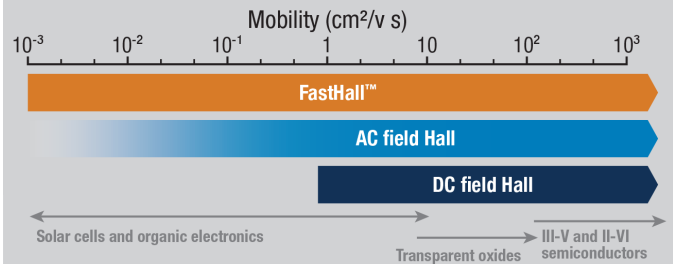 Mobility (cm²/v s)
10⁻³ 10⁻² 10⁻¹ 1 10 10² 10³
FastHall™
AC field Hall
DC field Hall
Solar cells and organic electronics
Transparent oxides
III-V and II-VI
semiconductors